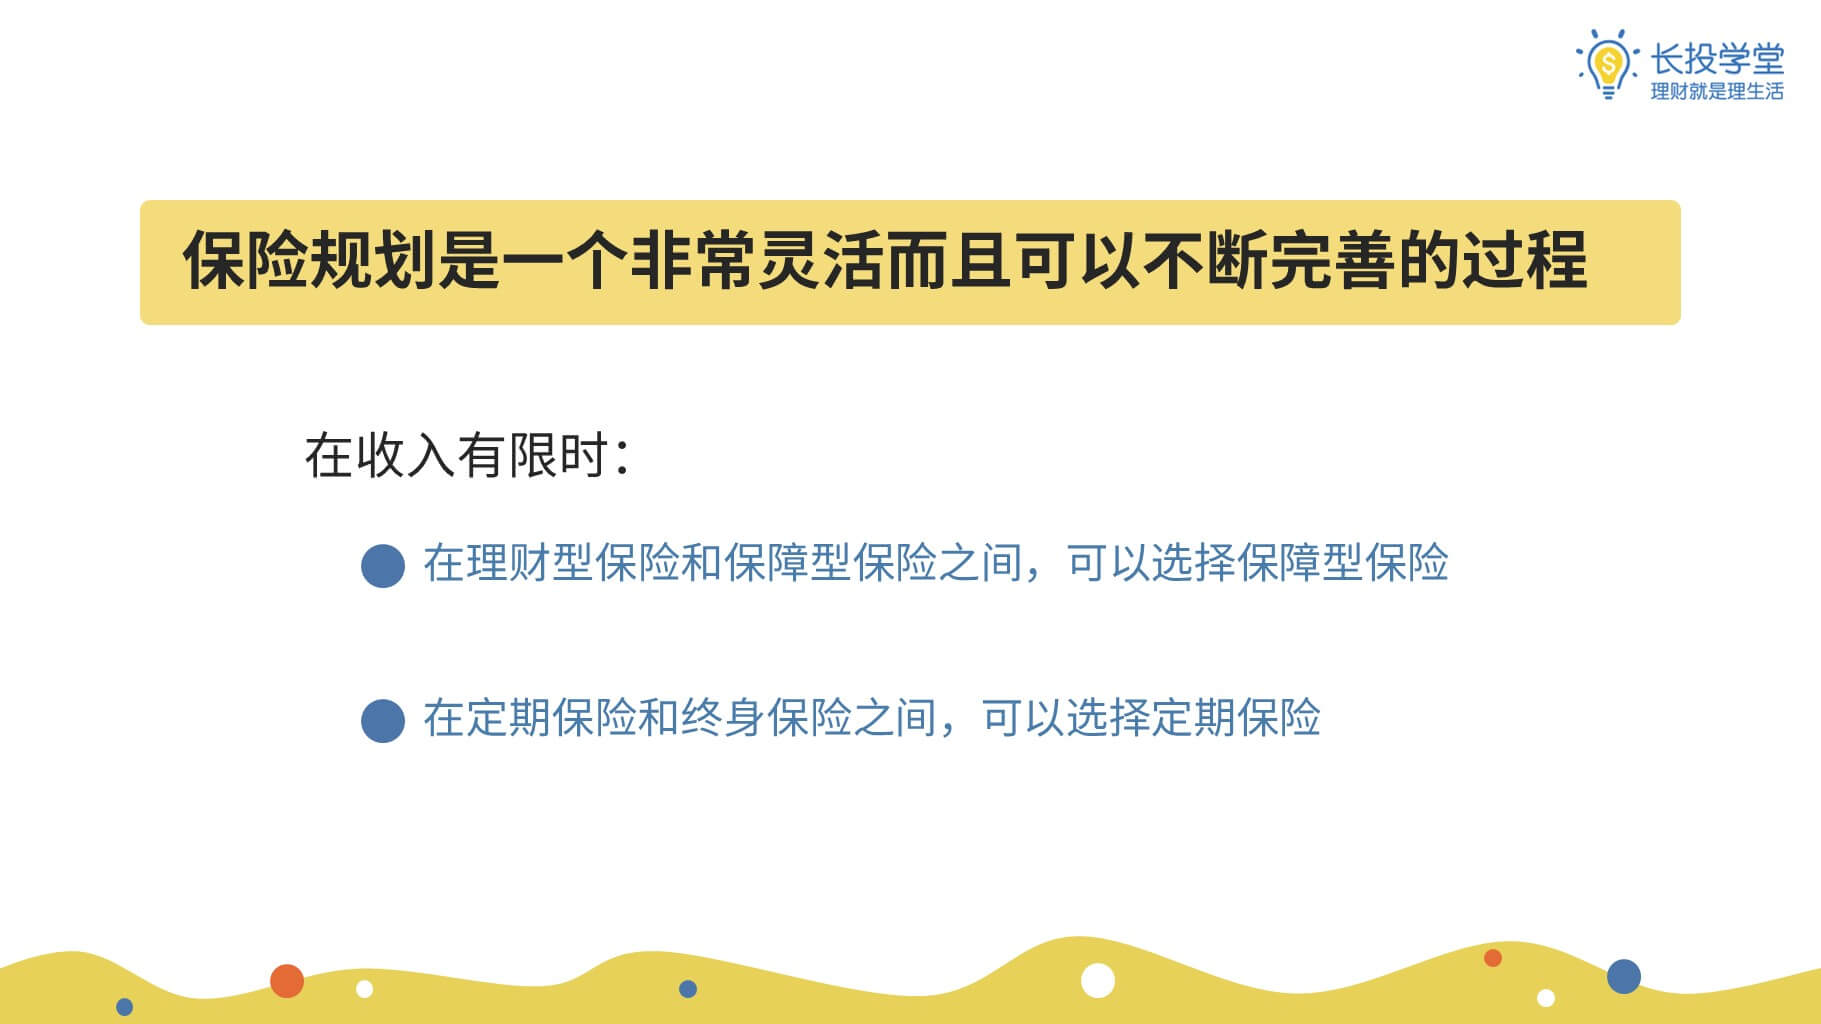 长投学堂
理财就是理生活
保险规划是一个非常灵活而且可以不断完善的过程
在收入有限时：
在理财型保险和保障型保险之间，可以选择保障型保险
在定期保险和终身保险之间，可以选择定期保险